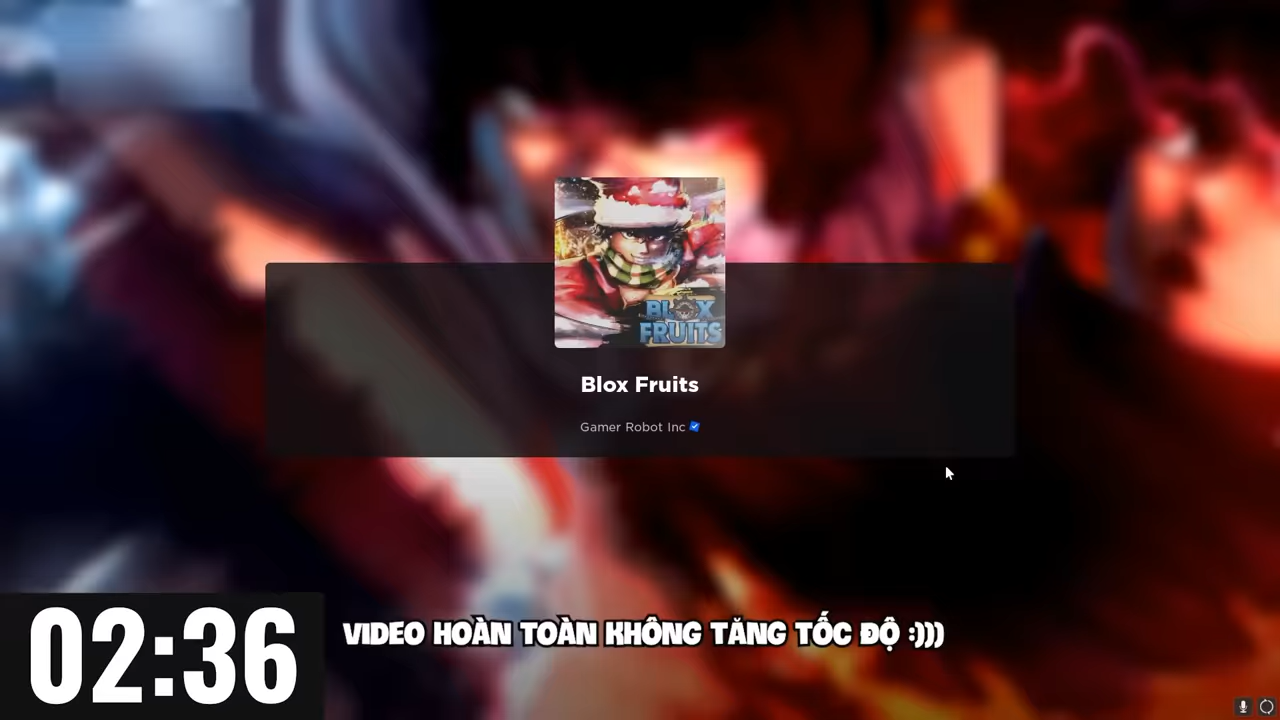 BLOX
FRUITS
Blox Fruits
Gamer Robot Inc
02:36
VIDEO HOÀN TOÀN KHÔNG TĂNG TỐC ĐỘ :)))